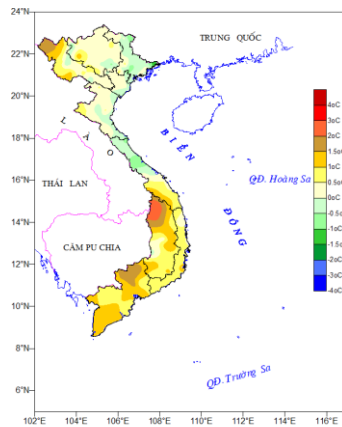 24°N
22°N
20°N
18°N
16°N
14°N
12°N
10°N
8°N
6°N
TRUNG QUỐC
LÀO
THÁI LAN
CĂM PU CHIA
BIỂN
ĐÔNG
QĐ. Hoàng Sa
QĐ. Trường Sa
4oC
3oC
2oC
1.5oC
1oC
0.5oC
0oC
-0.5oC
-1oC
-1.5oC
-2oC
-3oC
-4oC
102°E 104°E 106°E 108°E 110°E 112°E 114°E 116°E